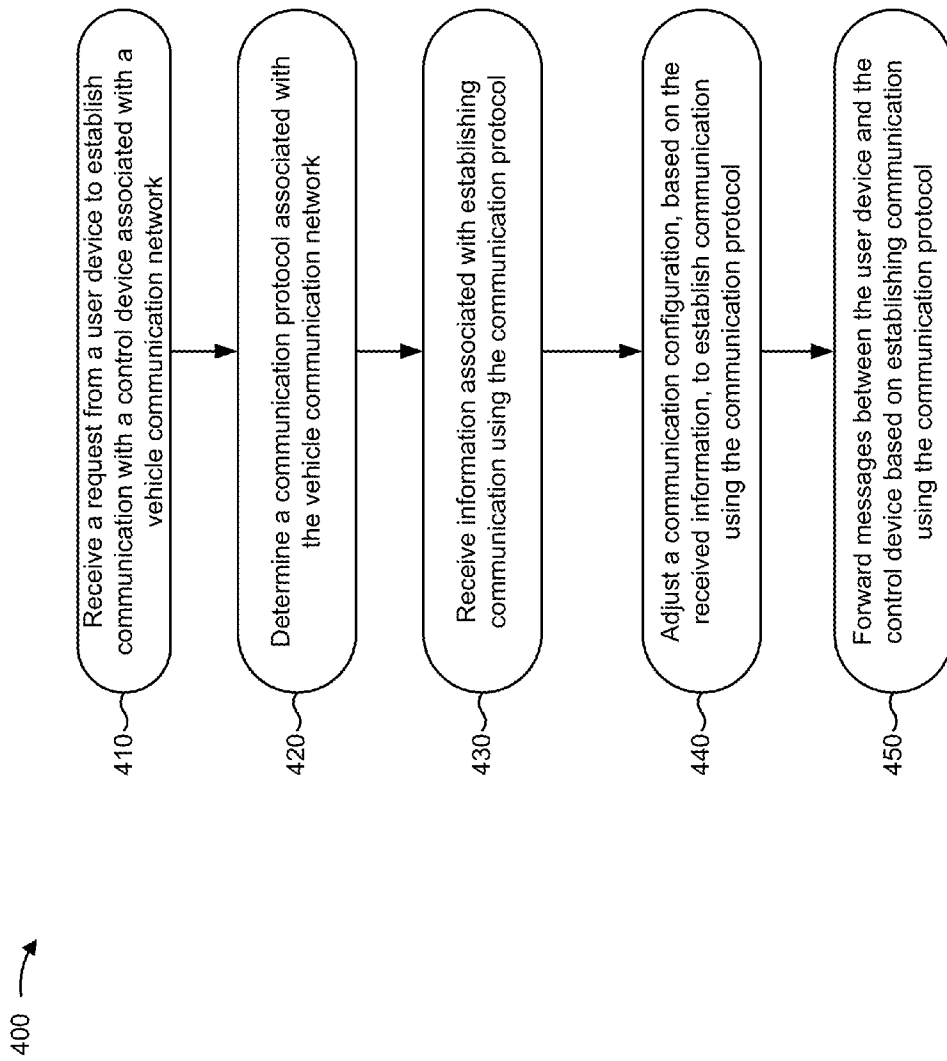 400
410
Receive a request from a user device to establish
communication with a control device associated with a
vehicle communication network
420
Determine a communication protocol associated with
the vehicle communication network
430
Receive information associated with establishing
communication using the communication protocol
440
Adjust a communication configuration, based on the
received information, to establish communication
using the communication protocol
450
Forward messages between the user device and the
control device based on establishing communication
using the communication protocol